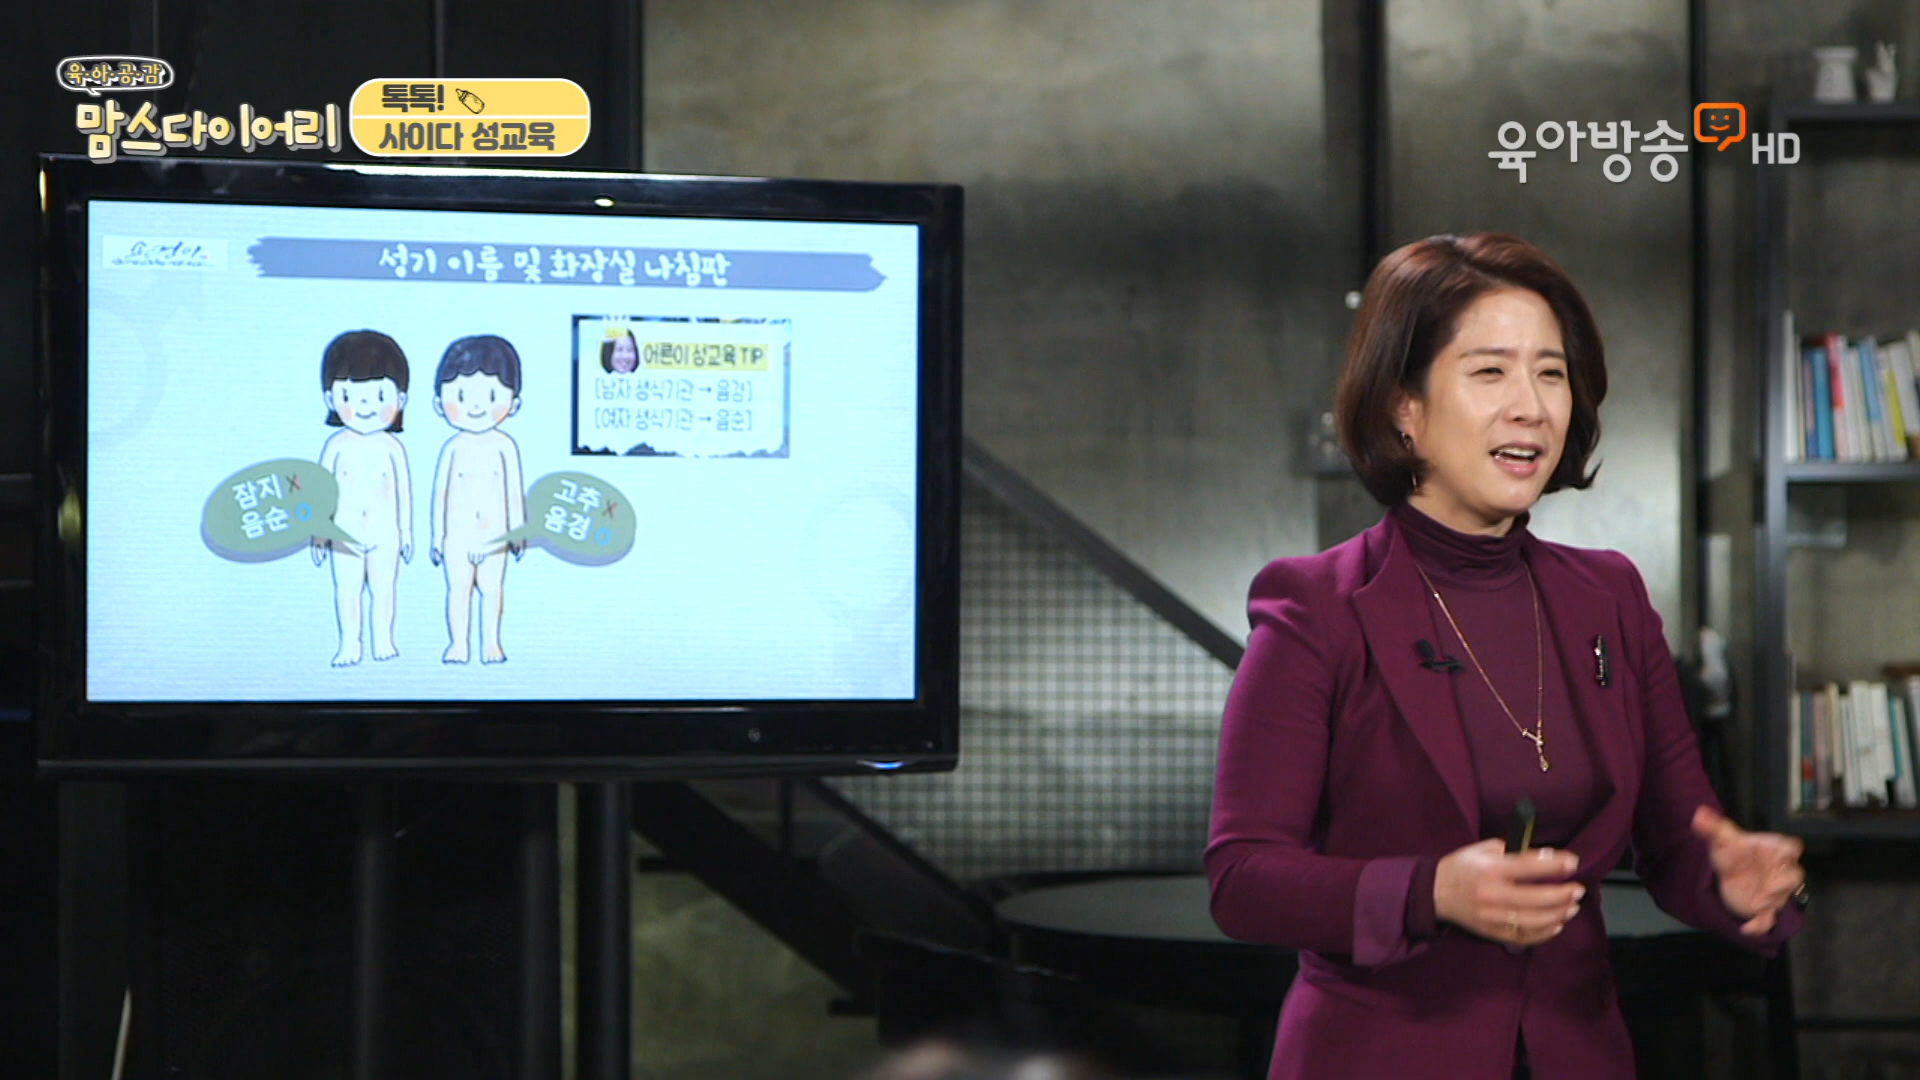 육·아·공·감
맘스다이어리
톡톡!
사이다 성교육
육아방송 HD
성기 이름 및 화장실 나침판
어른이 성교육 TIP
[남자 생식기관 → 음경]
[여자 생식기관 → 음순]
잠지 X
음순 O
고추 X
음경 O